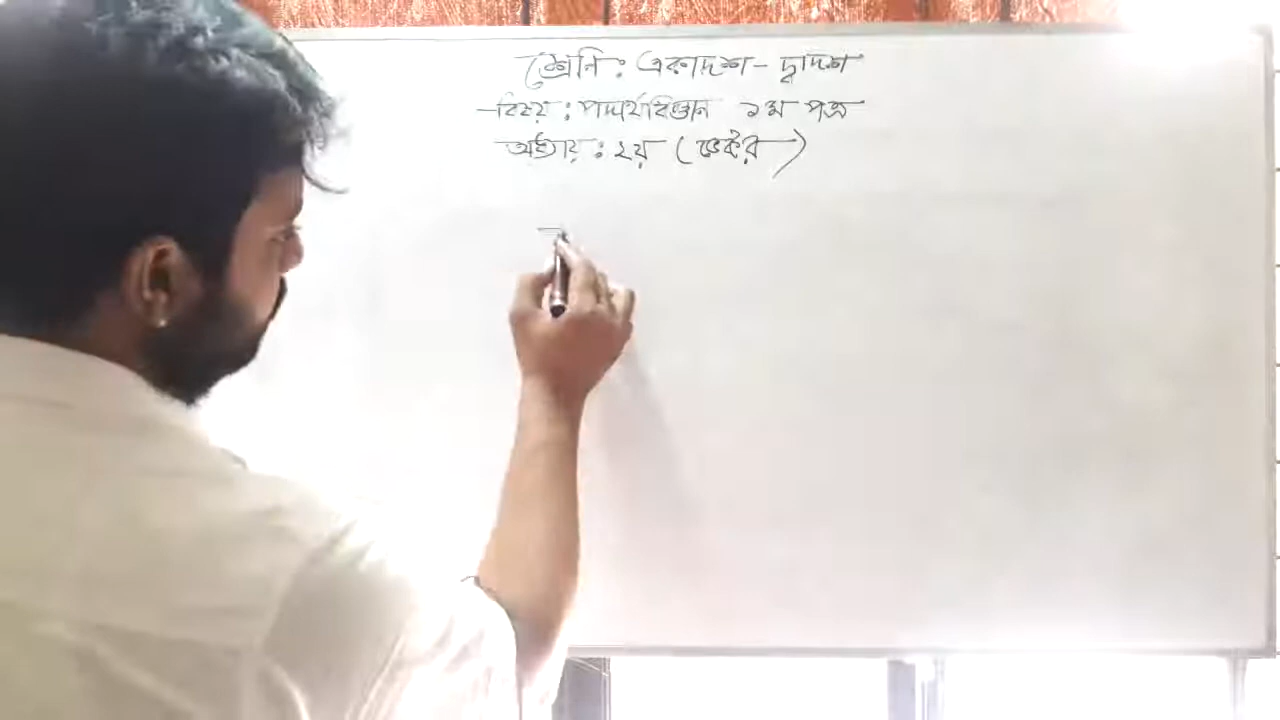 শ্রেনি : একাদশ - দ্বাদশ
বিষয় : পদার্থবিজ্ঞান ১ম পত্র
অধ্যায় : ২য় (ভেক্টর)